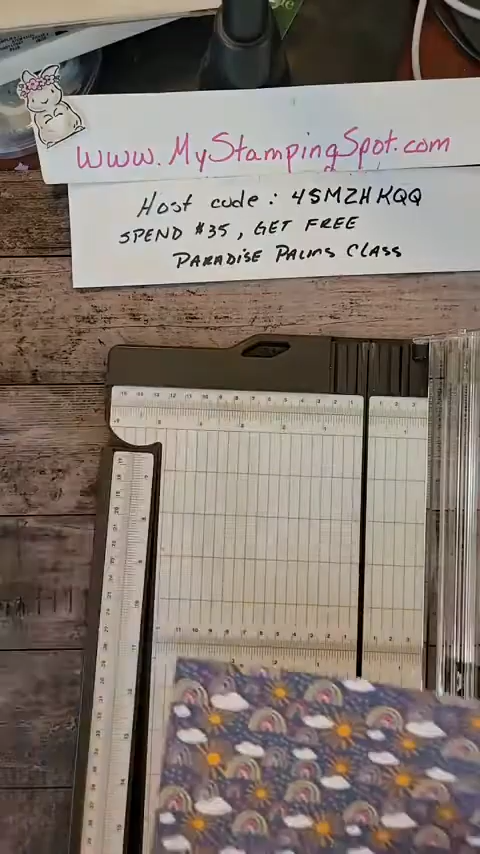 www.MyStampingSpot.com
Host code: 4SMZHKQQ
SPEND $35, GET FREE
PARADISE PALMS CLASS